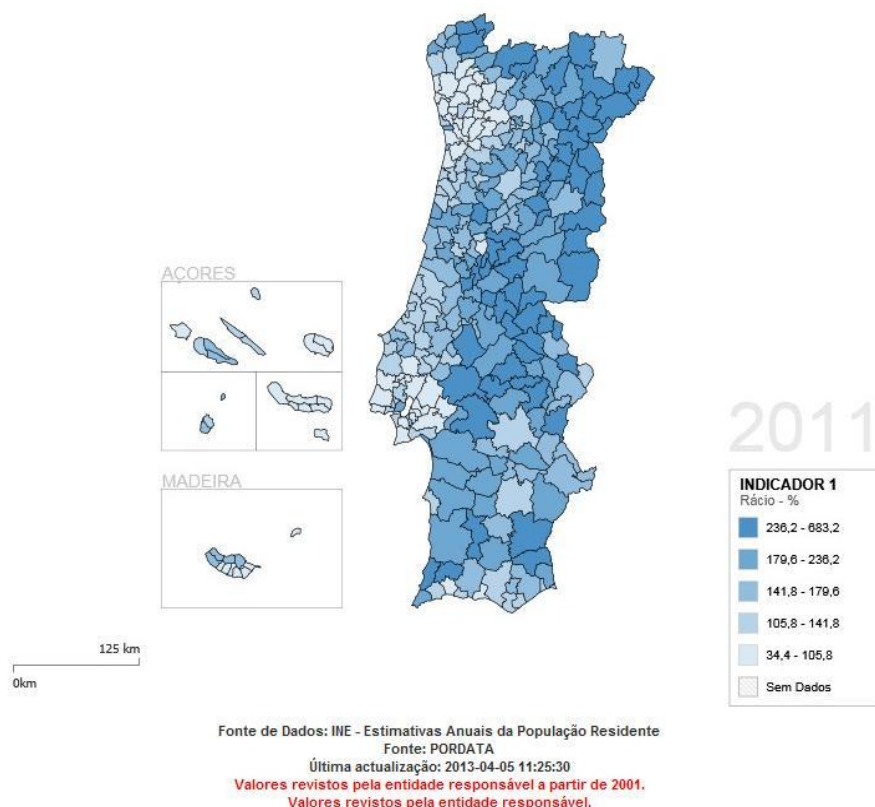 AÇORES
MADEIRA
2011
INDICADOR 1
Rácio - %
236,2 - 683,2
179,6 - 236,2
141,8 - 179,6
105,8 - 141,8
34,4 - 105,8
Sem Dados
125 km
0km
Fonte de Dados: INE - Estimativas Anuais da População Residente
Fonte: PORDATA
Última actualização: 2013-04-05 11:25:30
Valores revistos pela entidade responsável a partir de 2001.
Valores revistos pela entidade responsável.